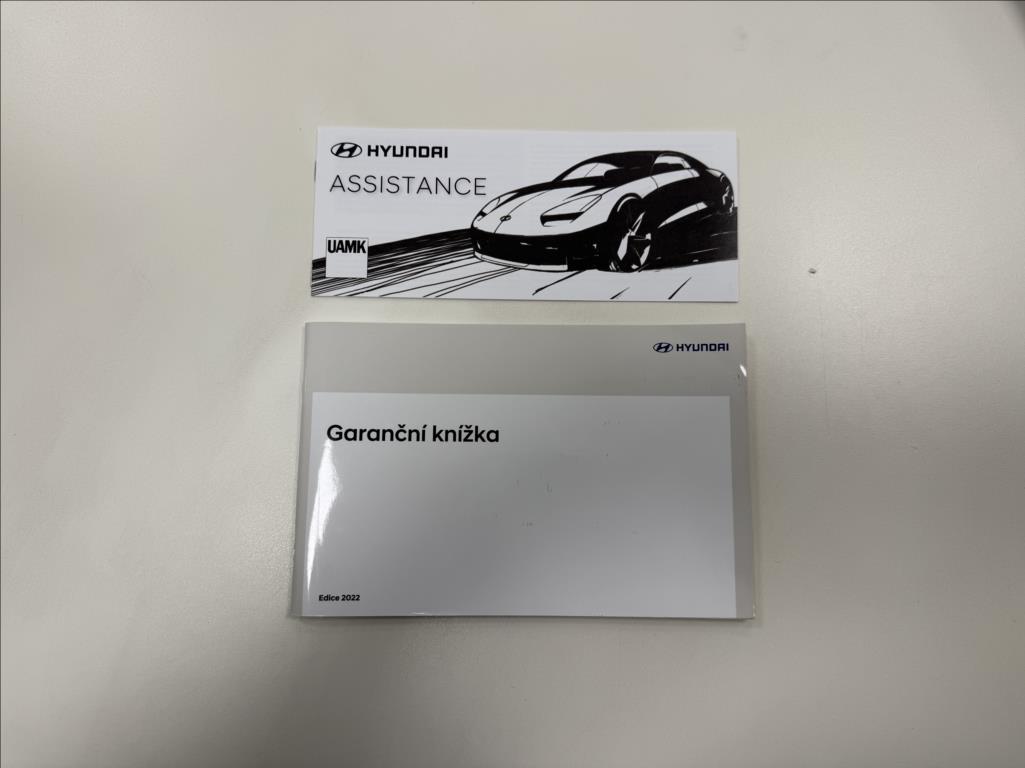 HYUNDAI
ASSISTANCE
UAMK
HYUNDAI
Garanční knížka
Edice 2022